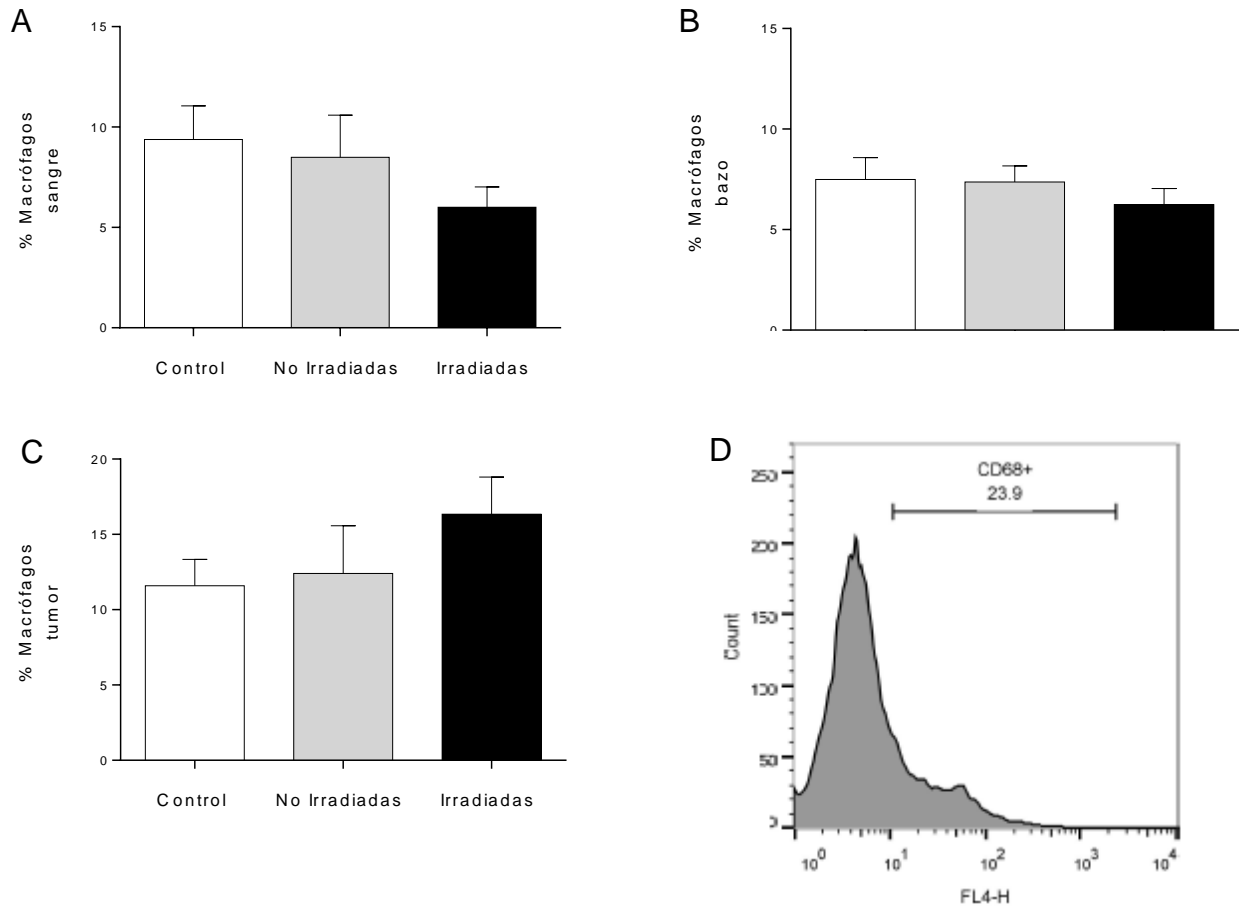 A
15
10
5
0
% Macrófagos
sangre
Control No Irradiadas Irradiadas
B
15
10
5
% Macrófagos
bazo
C
20
15
10
5
0
% Macrófagos
tumor
Control No Irradiadas Irradiadas
D
CD68+
23.9
250
200
150
100
50
Count
10^0 10^1 10^2 10^3 10^4
FL4-H